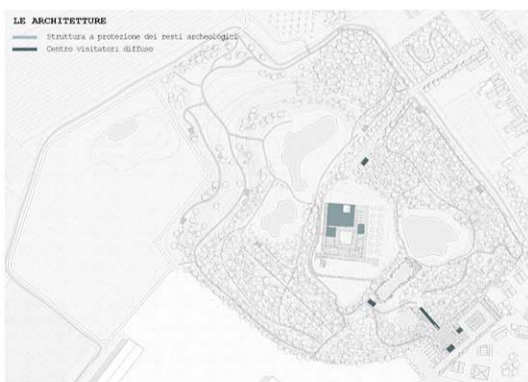 LE ARCHITETTURE
Struttura a protezione dei resti archeologici
Centro visitatori diffuso